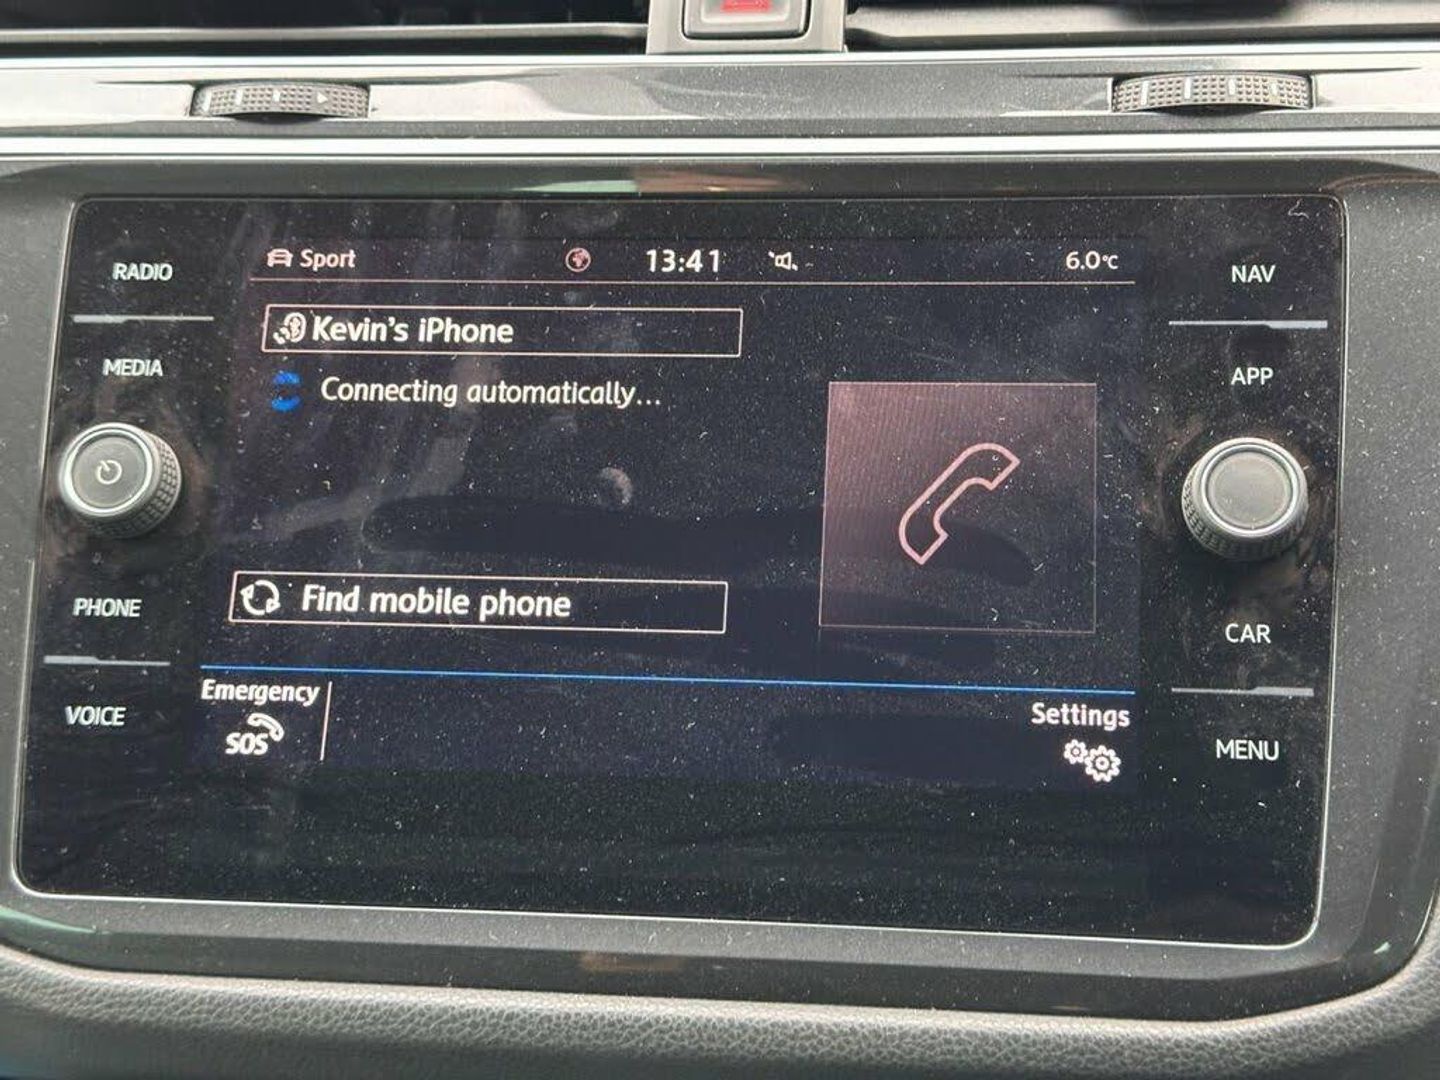 RADIO
MEDIA
PHONE
VOICE
Sport
13:41
6.0°C
Kevin's iPhone
Connecting automatically...
Find mobile phone
Emergency
SOS
Settings
NAV
APP
CAR
MENU